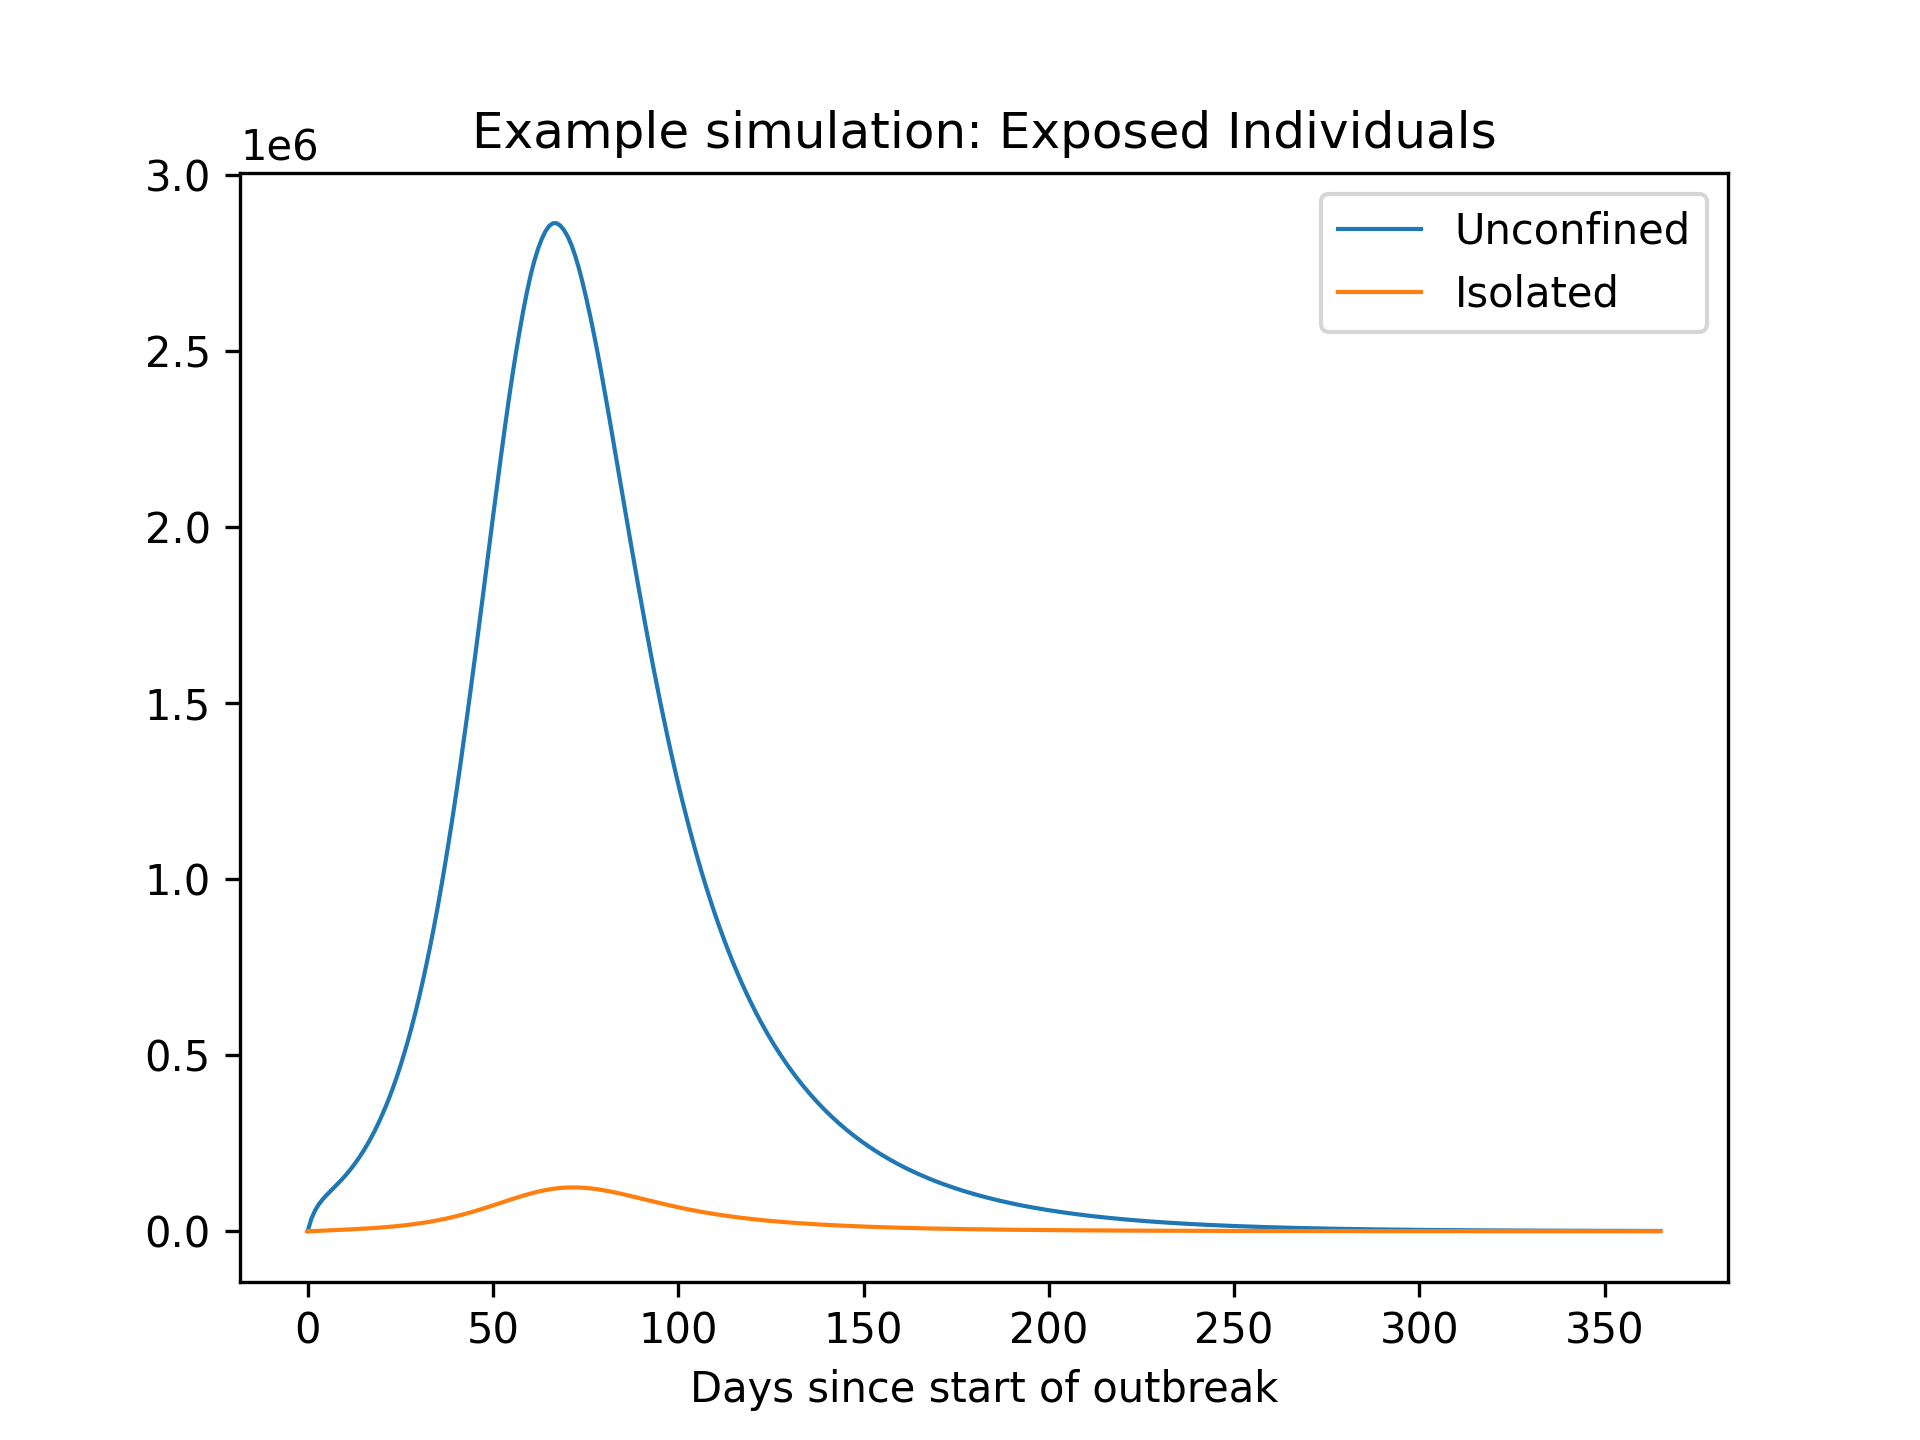 Example simulation: Exposed Individuals
1e6
3.0
2.5
2.0
1.5
1.0
0.5
0.0
Unconfined
Isolated
0 50 100 150 200 250 300 350
Days since start of outbreak